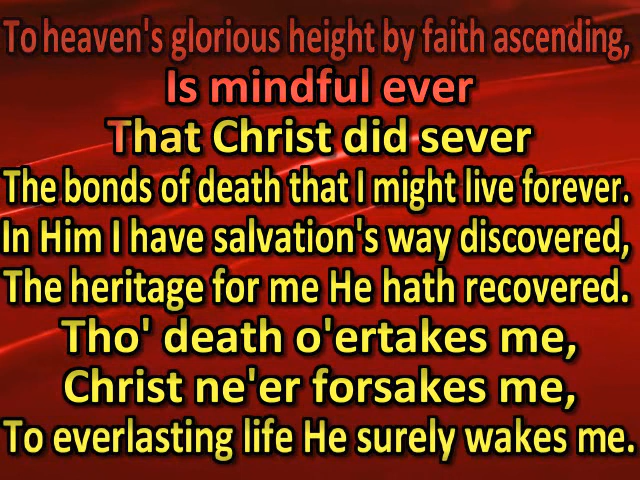 To heaven's glorious height by faith ascending,
Is mindful ever
That Christ did sever
The bonds of death that I might live forever.
In Him I have salvation's way discovered,
The heritage for me He hath recovered.
Tho' death o'ertakes me,
Christ ne'er forsakes me,
To everlasting life He surely wakes me.